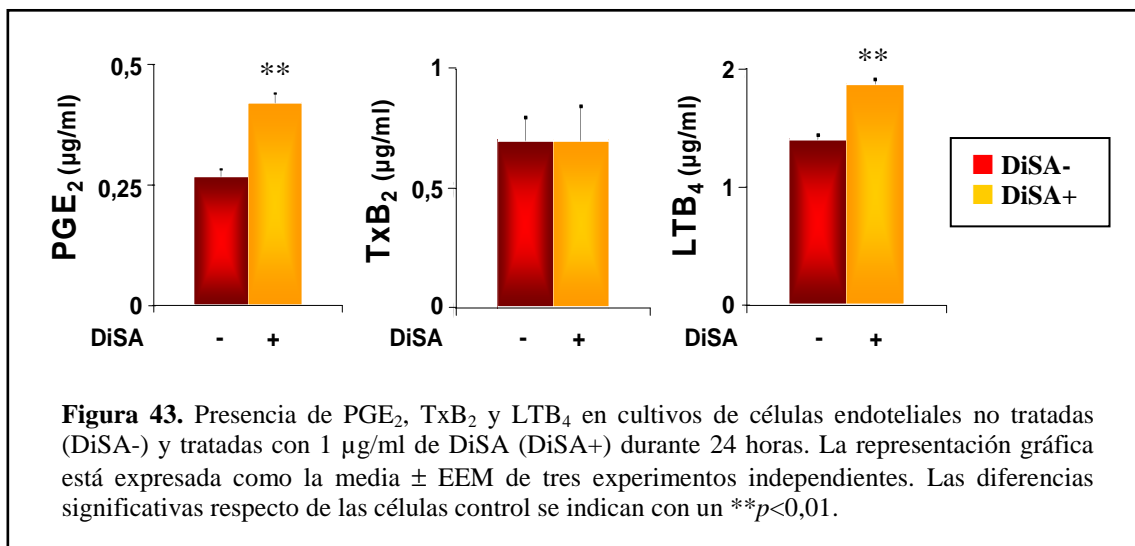 0,5
0,25
0
PGE₂ (µg/ml)
**
DiSA - +
1
0,5
0
TxB₂ (µg/ml)
DiSA - +
2
1
0
LTB₄ (µg/ml)
**
DiSA - +
DiSA-
DiSA+
Figura 43. Presencia de PGE₂, TxB₂ y LTB₄ en cultivos de células endoteliales no tratadas
(DiSA-) y tratadas con 1 µg/ml de DiSA (DiSA+) durante 24 horas. La representación gráfica
está expresada como la media ± EEM de tres experimentos independientes. Las diferencias
significativas respecto de las células control se indican con un **p<0,01.